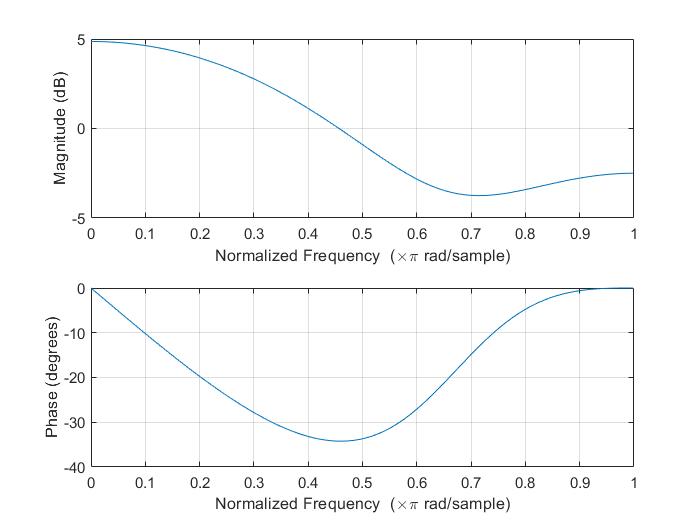 5
0
-5
Magnitude (dB)
0 0.1 0.2 0.3 0.4 0.5 0.6 0.7 0.8 0.9 1
Normalized Frequency (×π rad/sample)
0
-10
-20
-30
-40
Phase (degrees)
0 0.1 0.2 0.3 0.4 0.5 0.6 0.7 0.8 0.9 1
Normalized Frequency (×π rad/sample)